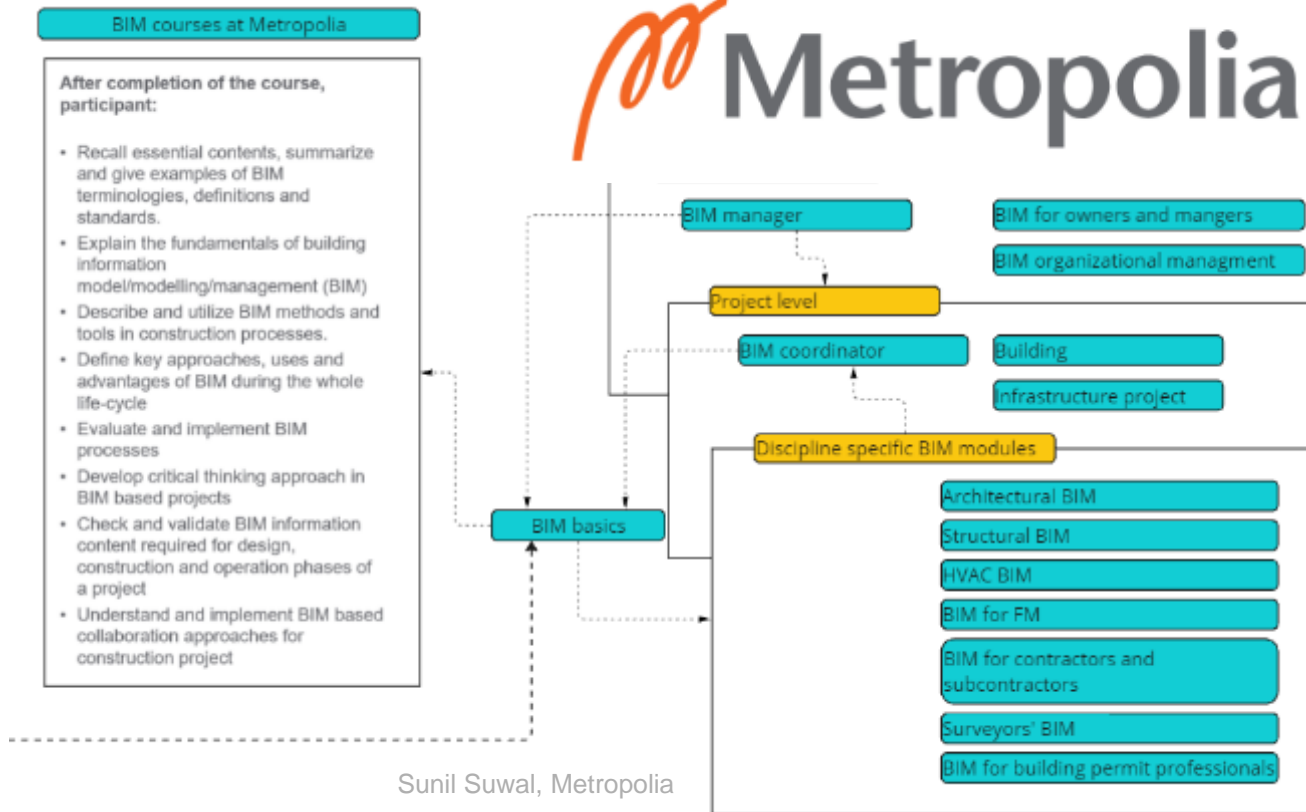 BIM courses at Metropolia
After completion of the course,
participant:
• Recall essential contents, summarize
and give examples of BIM
terminologies, definitions and
standards.
• Explain the fundamentals of building
information
model/modelling/management (BIM)
• Describe and utilize BIM methods and
tools in construction processes.
• Define key approaches, uses and
advantages of BIM during the whole
life-cycle
• Evaluate and implement BIM
processes
• Develop critical thinking approach in
BIM based projects
• Check and validate BIM information
content required for design,
construction and operation phases of
a project
• Understand and implement BIM based
collaboration approaches for
construction project
Metropolia
BIM manager
BIM for owners and mangers
BIM organizational managment
Project level
BIM coordinator
Building
Infrastructure project
Discipline specific BIM modules
BIM basics
Architectural BIM
Structural BIM
HVAC BIM
BIM for FM
BIM for contractors and
subcontractors
Surveyors' BIM
BIM for building permit professionals
Sunil Suwal, Metropolia